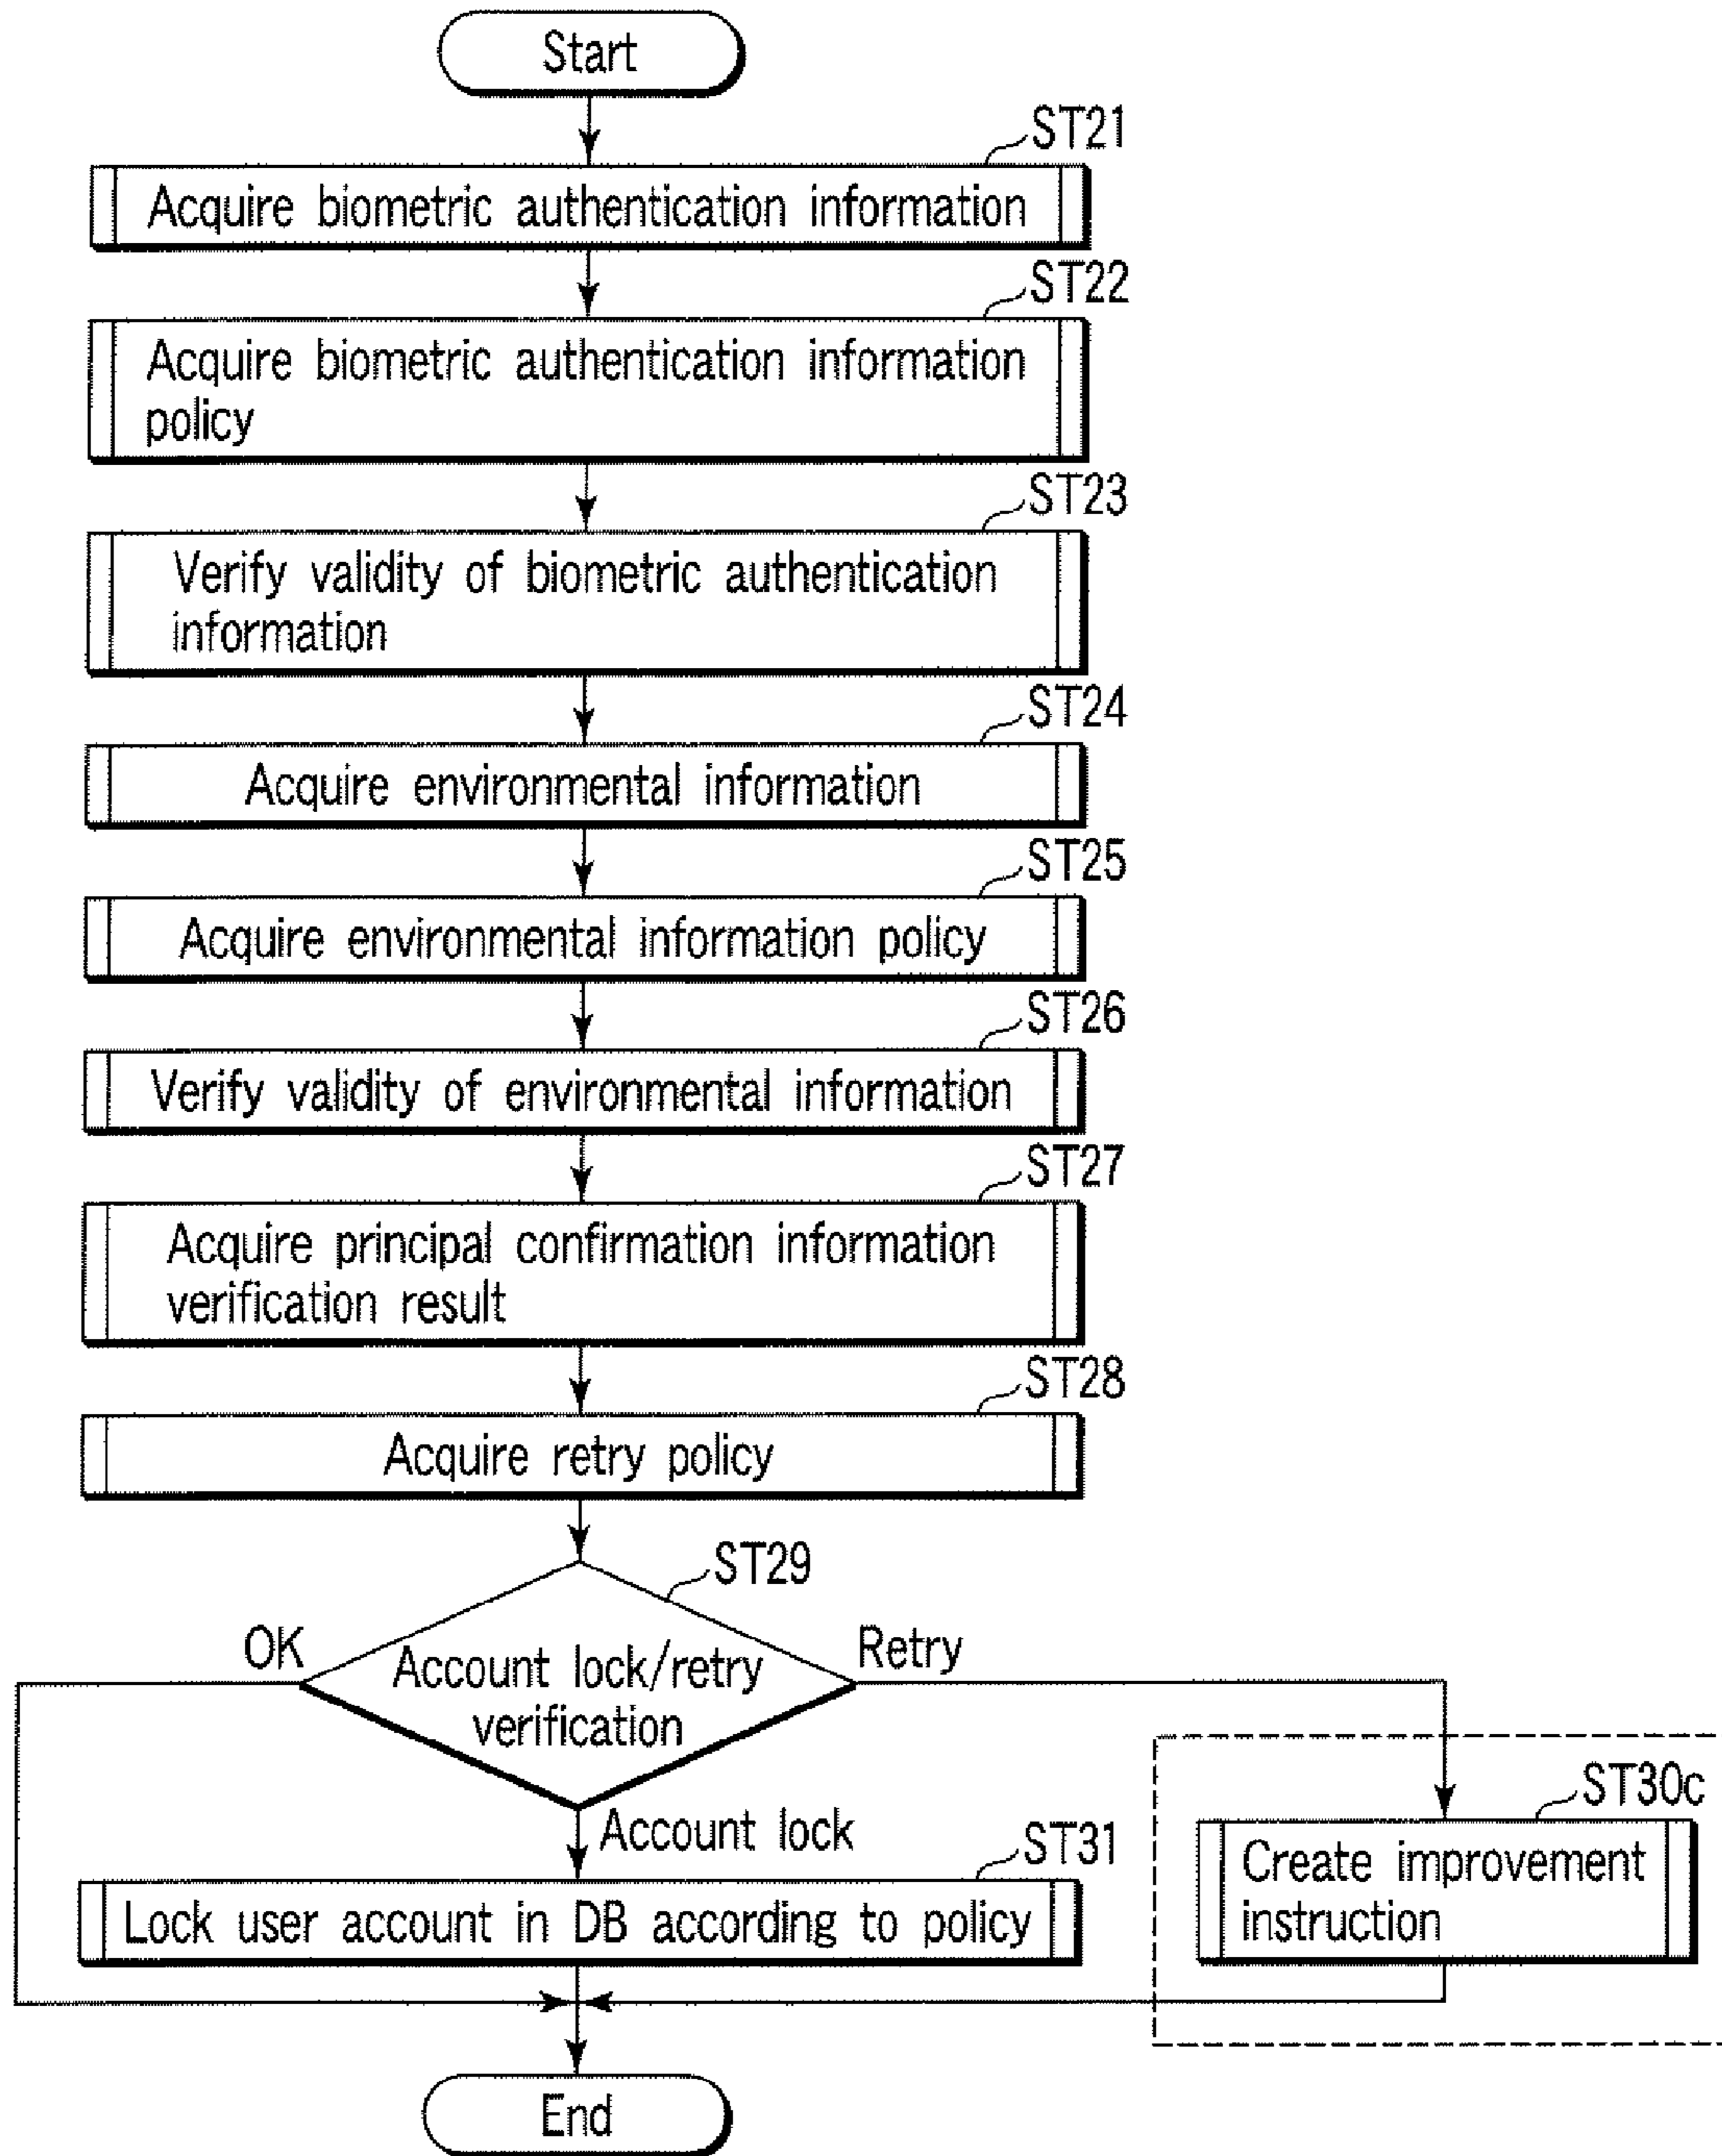 Start
ST21
Acquire biometric authentication information
ST22
Acquire biometric authentication information
policy
ST23
Verify validity of biometric authentication
information
ST24
Acquire environmental information
ST25
Acquire environmental information policy
ST26
Verify validity of environmental information
ST27
Acquire principal confirmation information
verification result
ST28
Acquire retry policy
ST29
OK
Account lock/retry
verification
Retry
Account lock
ST30c
Create improvement
instruction
ST31
Lock user account in DB according to policy
End